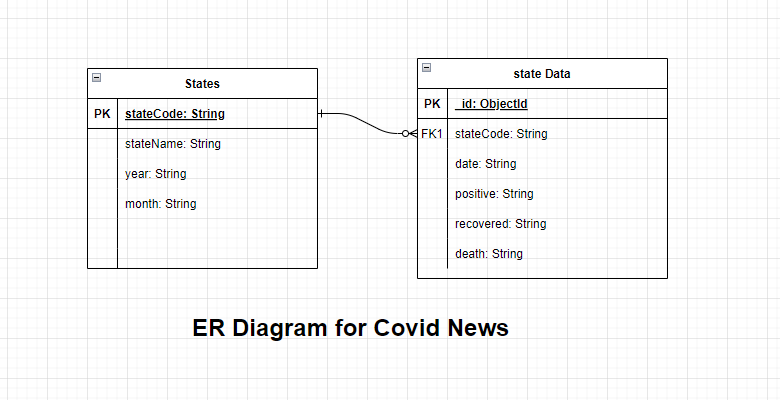 States
PK stateCode: String
stateName: String
year: String
month: String
state Data
PK _id: ObjectId
FK1 stateCode: String
date: String
positive: String
recovered: String
death: String
ER Diagram for Covid News